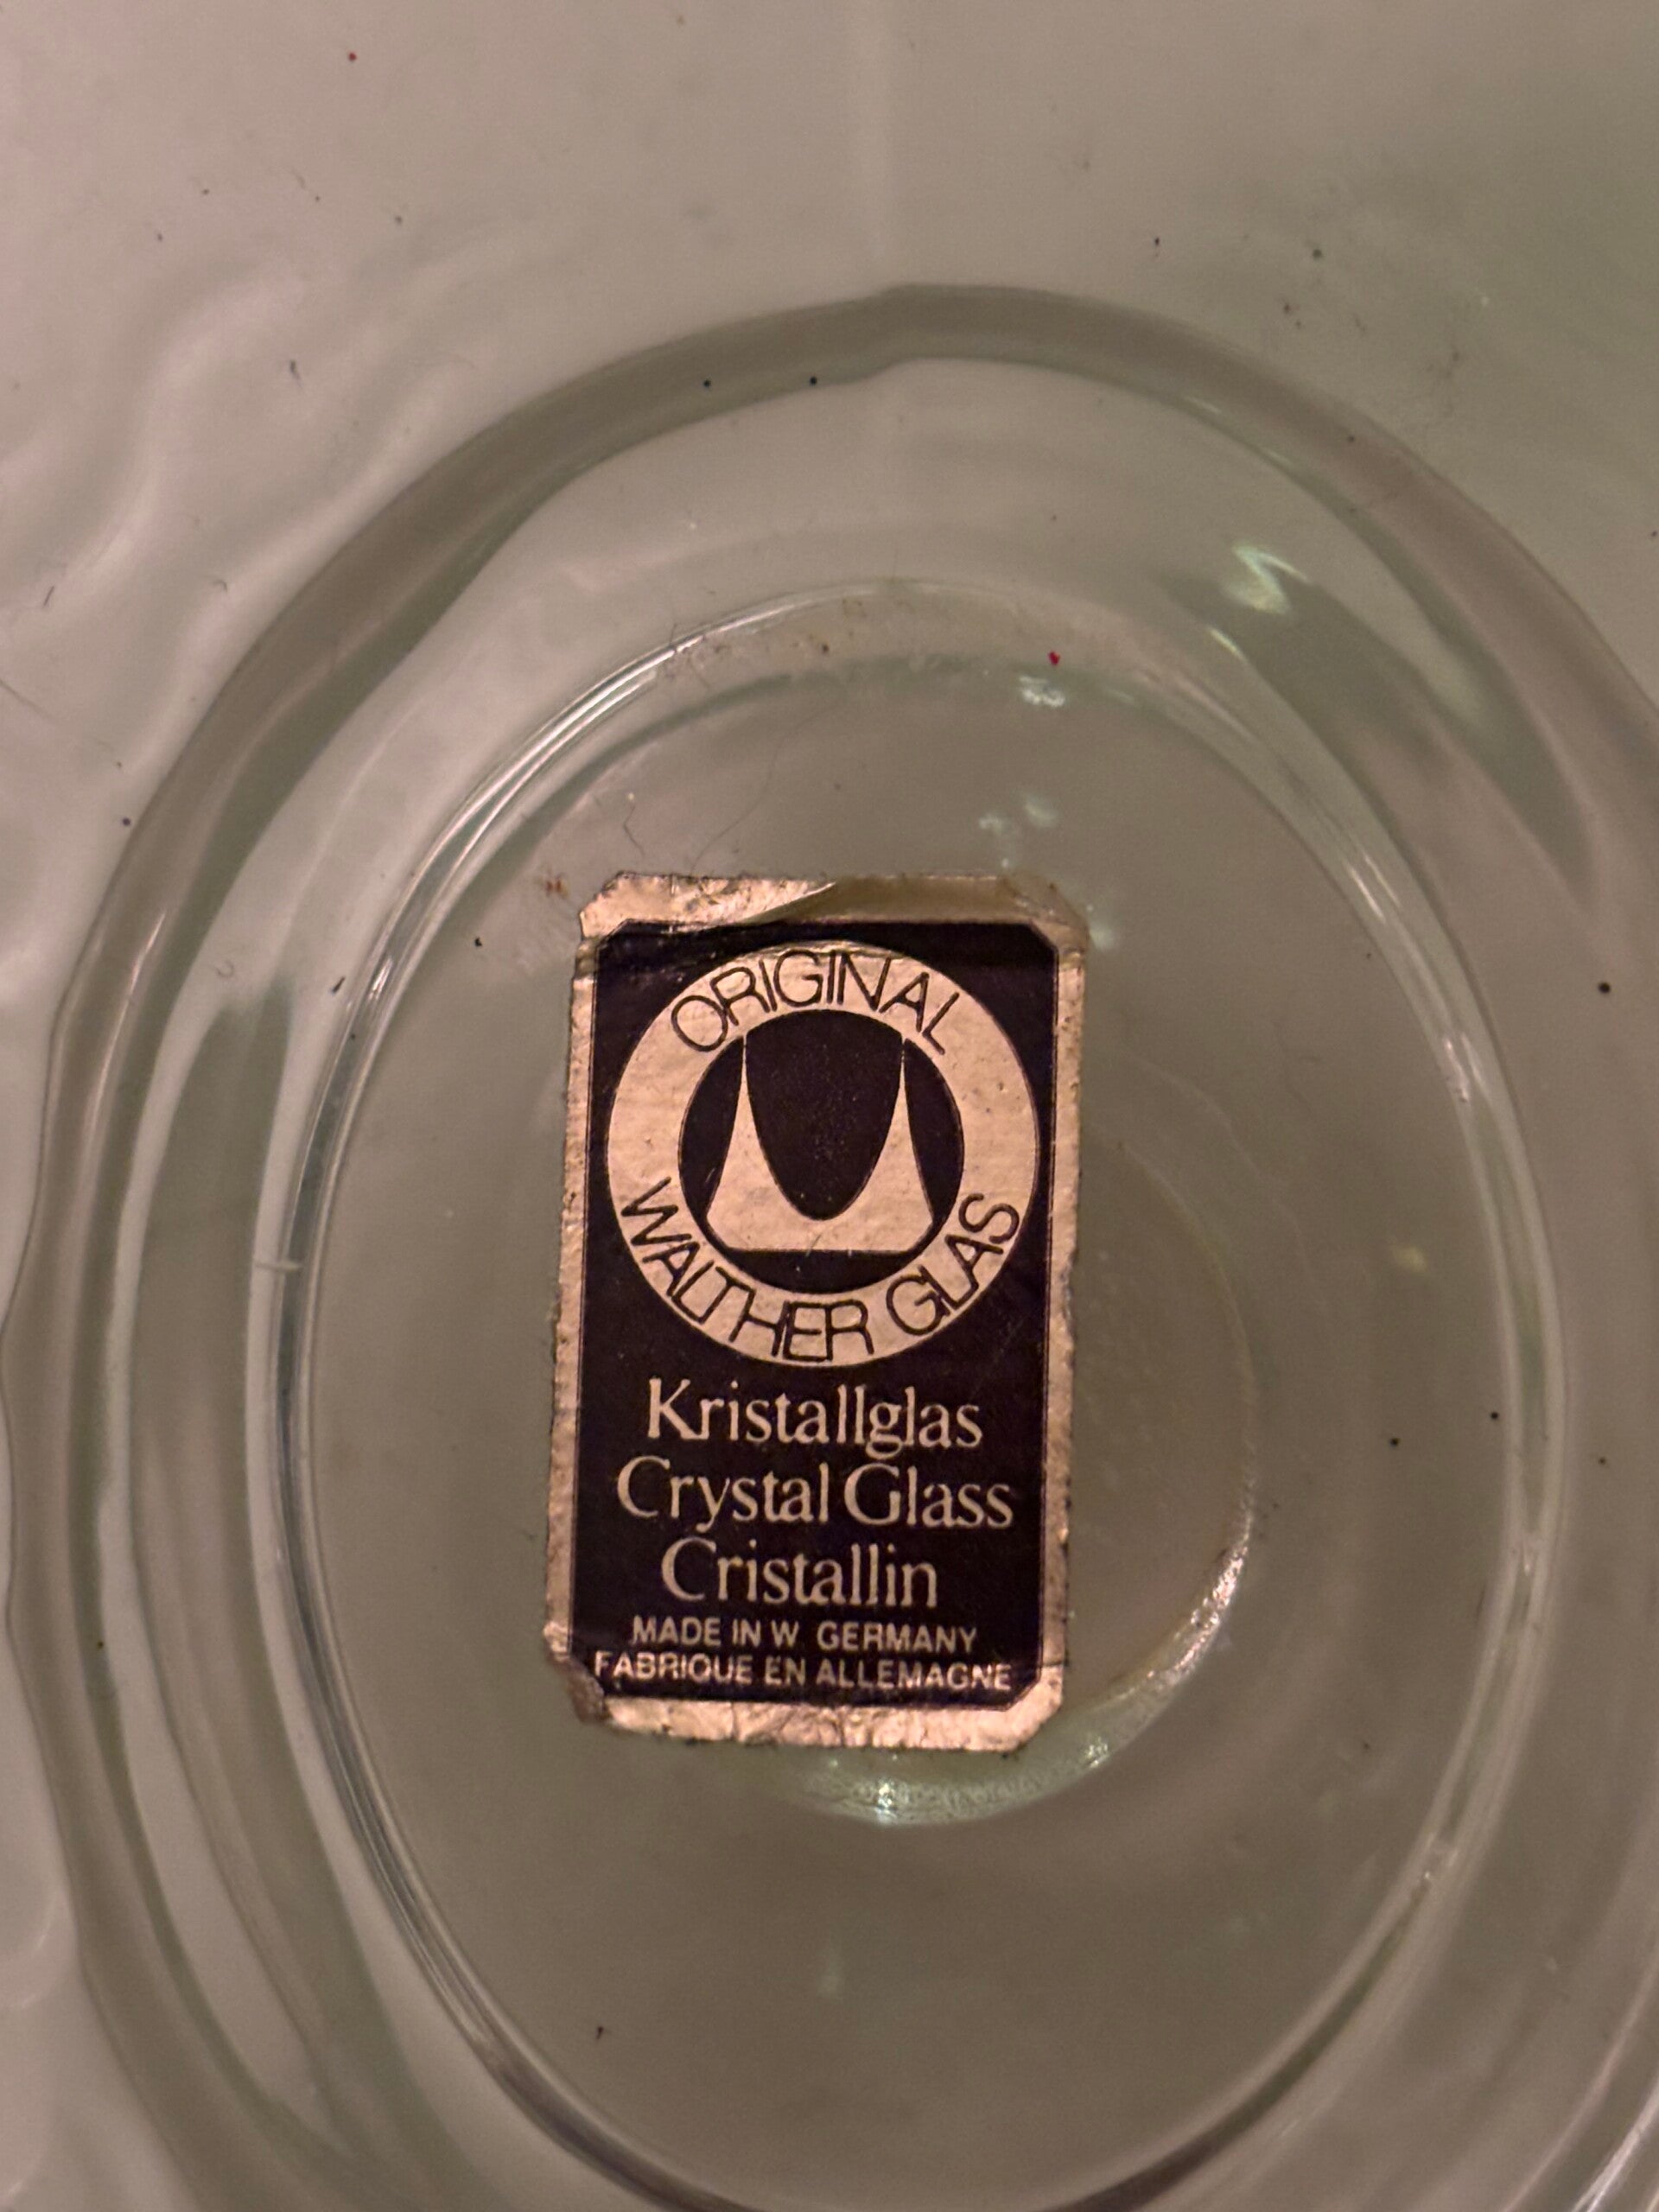 ORIGINAL
WALTHER GLAS
Kristallglas
Crystal Glass
Cristallin
MADE IN W. GERMANY
FABRIQUE EN ALLEMAGNE